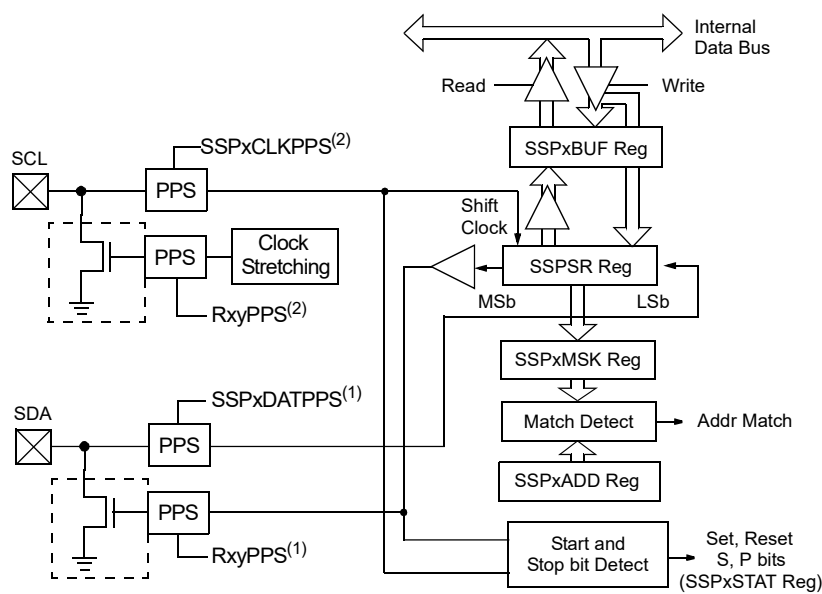 Internal
Data Bus
Read
Write
SSPxBUF Reg
SSPxCLKPPS(2)
SCL
PPS
Shift
Clock
PPS
Clock
Stretching
SSPSR Reg
MSb
LSb
RxyPPS(2)
SSPxMSK Reg
SSPxDATPPS(1)
SDA
PPS
Match Detect
Addr Match
SSPxADD Reg
PPS
RxyPPS(1)
Start and
Stop bit Detect
Set, Reset
S, P bits
(SSPxSTAT Reg)